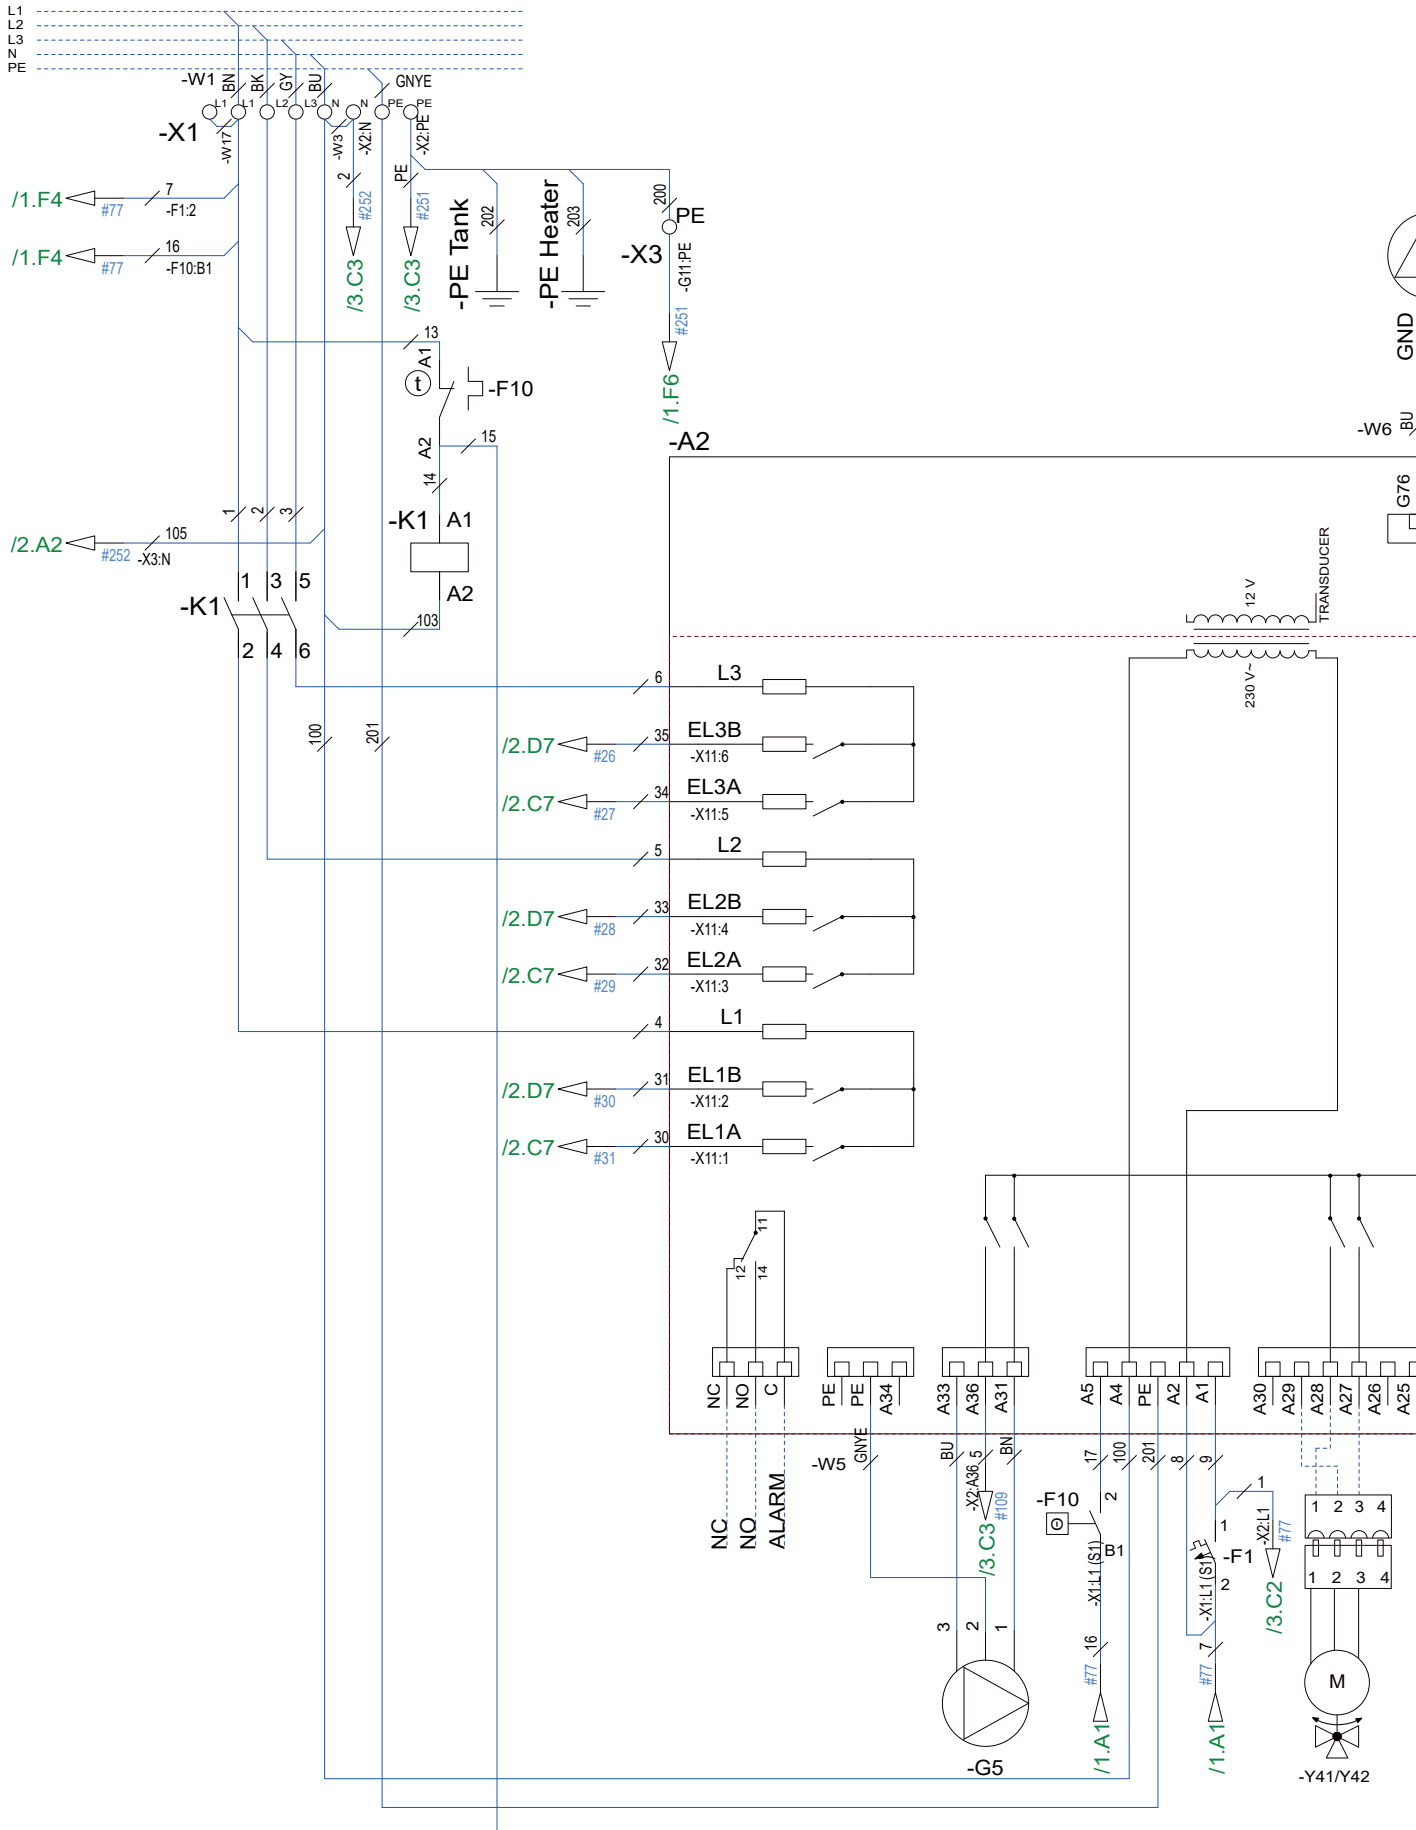 L1
L2
L3
N
PE
-W1 BN BK GY BU GNYE
L1 L1 L2 L3 N N PE PE
-X1
-W17 -W3 -X2:N -X2:PE
/1.F4 #77 7 -F1:2
2 #252 /3.C3
PE #251 /3.C3
/1.F4 #77 16 -F10:B1
-PE Tank 202
-PE Heater 203
200 PE
-X3 -G11:PE
#251
/1.F6
GND
-W6 BU
13
A1
t -F10
A2 15
14
-A2
G76
1 2 3
-K1 A1
A2
103
/2.A2 #252 105 -X3:N
1 3 5
-K1
2 4 6
12 V
TRANSDUCER
230 V~
6 L3
100 201
/2.D7 #26 35 EL3B
-X11:6
/2.C7 #27 34 EL3A
-X11:5
5 L2
/2.D7 #28 33 EL2B
-X11:4
/2.C7 #29 32 EL2A
-X11:3
4 L1
/2.D7 #30 31 EL1B
-X11:2
/2.C7 #31 30 EL1A
-X11:1
11
12 14
NC NO C PE PE A34 A33 A36 A31 A5 A4 PE A2 A1 A30 A29 A28 A27 A26 A25
-W5 GNYE BU -X2:A36 5 BN 17 100 201 8 9
NC NO ALARM
#109
/3.C3
-F10 2
B1
-X1:L1 (S1)
16
#77
/1.A1
1
-X2:L1 #77
/3.C2
1
-F1
2
-X1:L1 (S1)
7
#77
/1.A1
1 2 3 4
1 2 3 4
M
-Y41/Y42
3 2 1
-G5